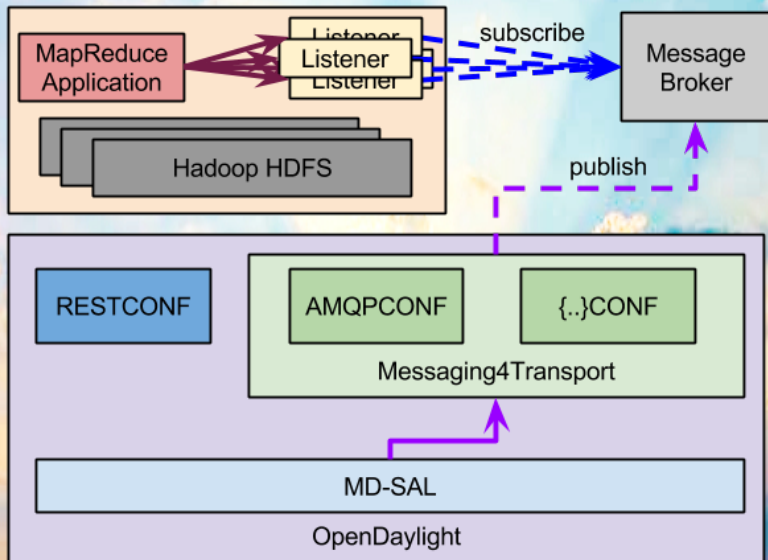 MapReduce
Application
Listener
Listener
Listener
subscribe
Message
Broker
Hadoop HDFS
publish
RESTCONF
AMQPCONF
{..}CONF
Messaging4Transport
MD-SAL
OpenDaylight